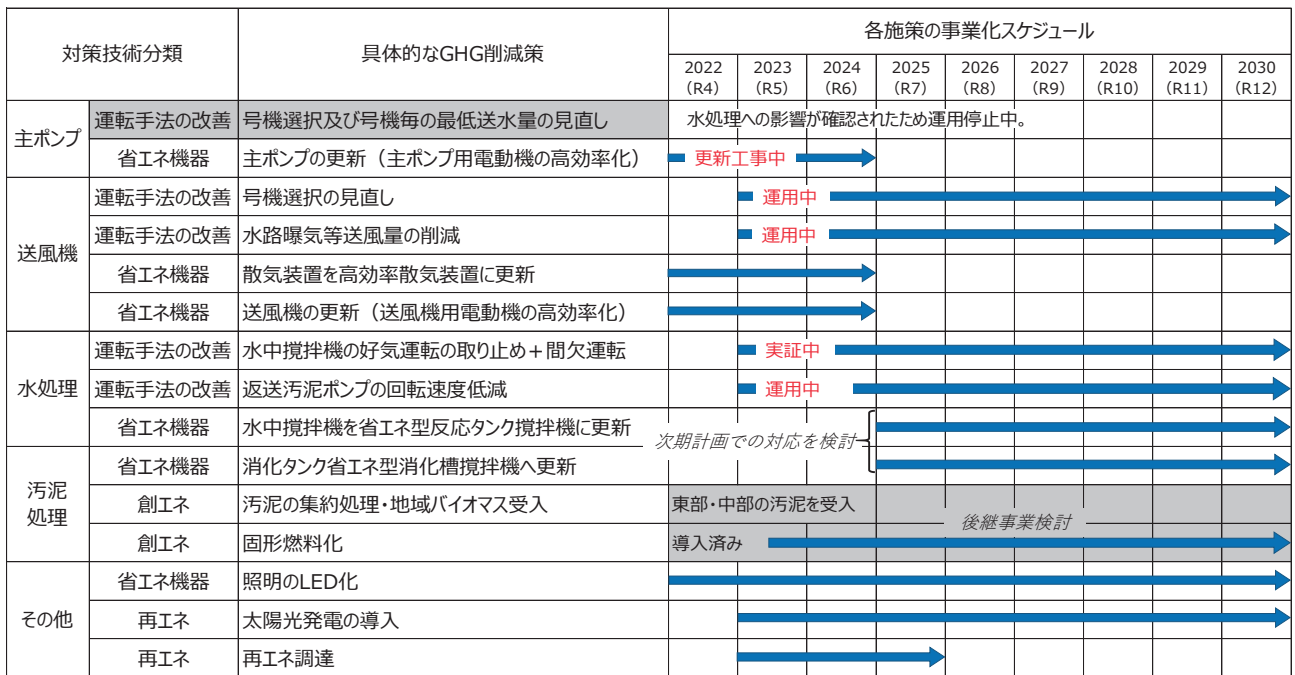 対策技術分類
具体的なGHG削減策
各施策の事業化スケジュール
2022 2023 2024 2025 2026 2027 2028 2029 2030
(R4) (R5) (R6) (R7) (R8) (R9) (R10) (R11) (R12)
主ポンプ
運転手法の改善 号機選択及び号機毎の最低送水量の見直し 水処理への影響が確認されたため運用停止中。
省エネ機器 主ポンプの更新（主ポンプ用電動機の高効率化） 更新工事中
送風機
運転手法の改善 号機選択の見直し 運用中
運転手法の改善 水路曝気等送風量の削減 運用中
省エネ機器 散気装置を高効率散気装置に更新
省エネ機器 送風機の更新（送風機用電動機の高効率化）
水処理
運転手法の改善 水中撹拌機の好気運転の取り止め＋間欠運転 実証中
運転手法の改善 返送汚泥ポンプの回転速度低減 運用中
省エネ機器 水中撹拌機を省エネ型反応タンク撹拌機に更新
次期計画での対応を検討
汚泥
処理
省エネ機器 消化タンク省エネ型消化槽撹拌機へ更新
創エネ 汚泥の集約処理・地域バイオマス受入 東部・中部の汚泥を受入
後継事業検討
創エネ 固形燃料化 導入済み
その他
省エネ機器 照明のLED化
再エネ 太陽光発電の導入
再エネ 再エネ調達